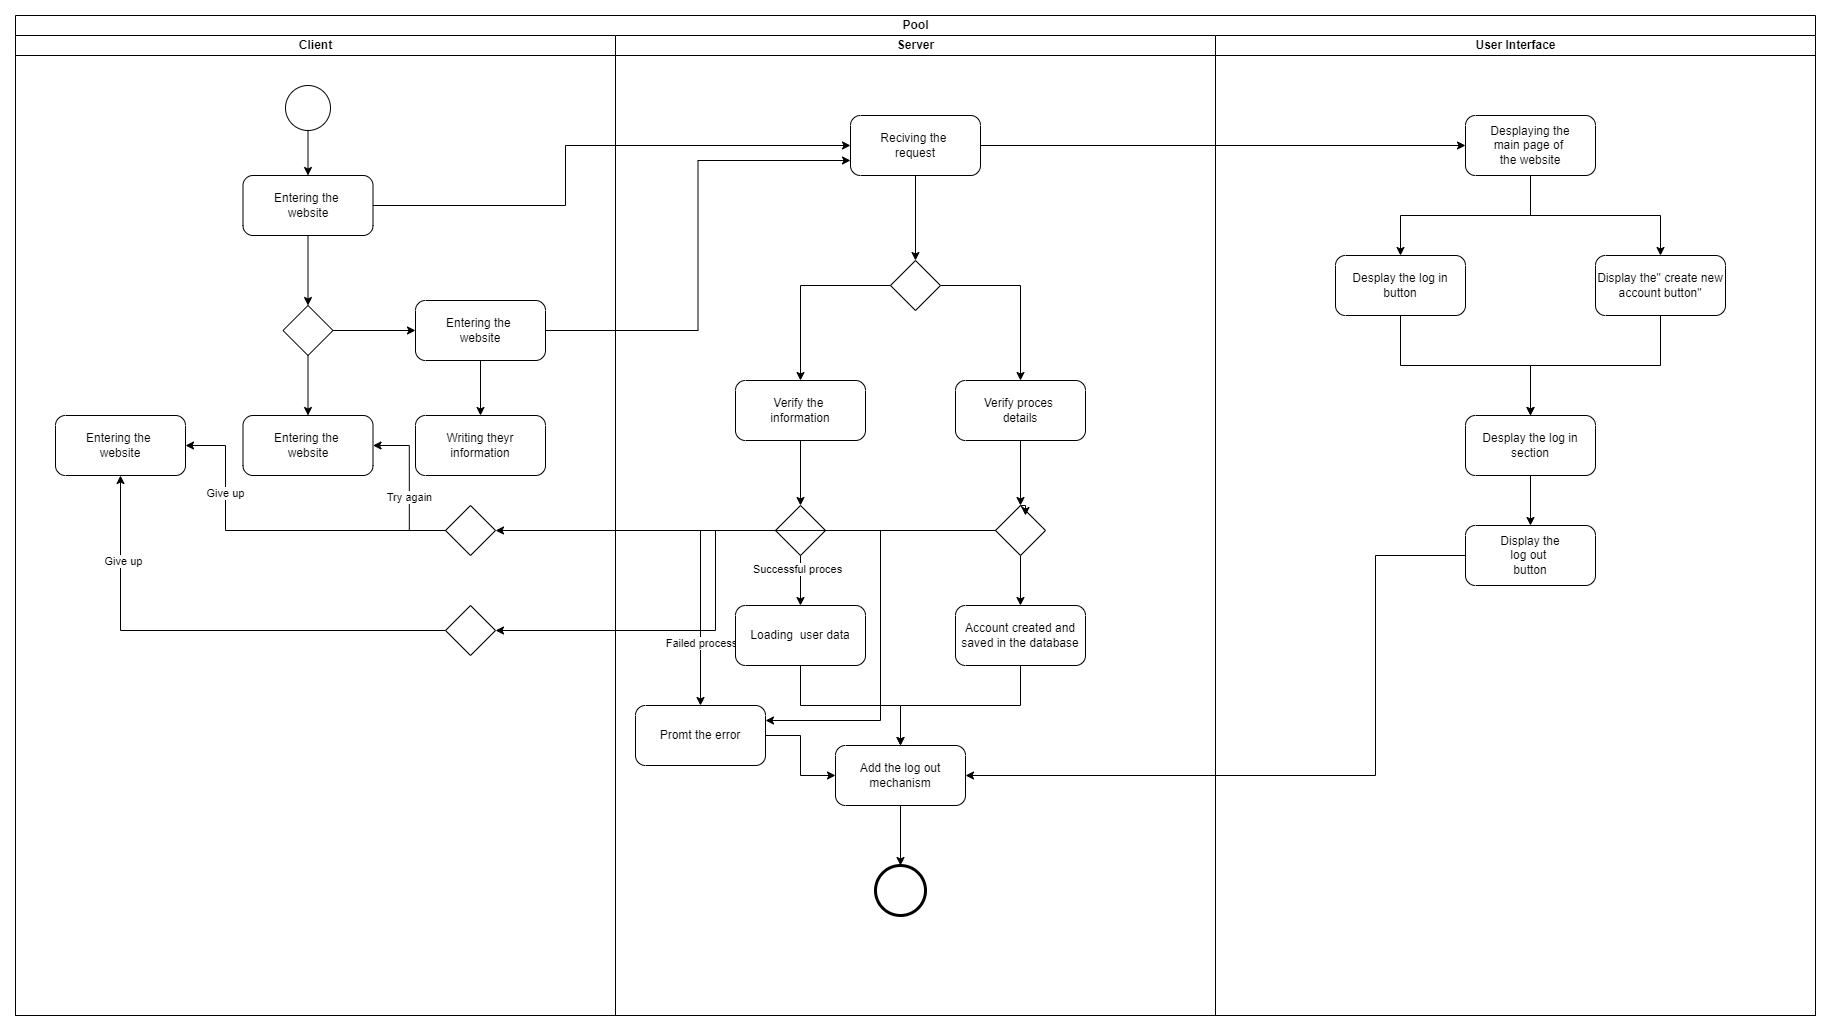 Pool
Client
Server
User Interface
Reciving the
request
Desplaying the
main page of
the website
Entering the
website
Desplay the log in
button
Display the" create new
account button"
Entering the
website
Verify the
information
Verify proces
details
Entering the
website
Entering the
website
Writing theyr
information
Desplay the log in
section
Give up
Try again
Display the
log out
button
Give up
Successful proces
Failed process
Loading  user data
Account created and
saved in the database
Promt the error
Add the log out
mechanism